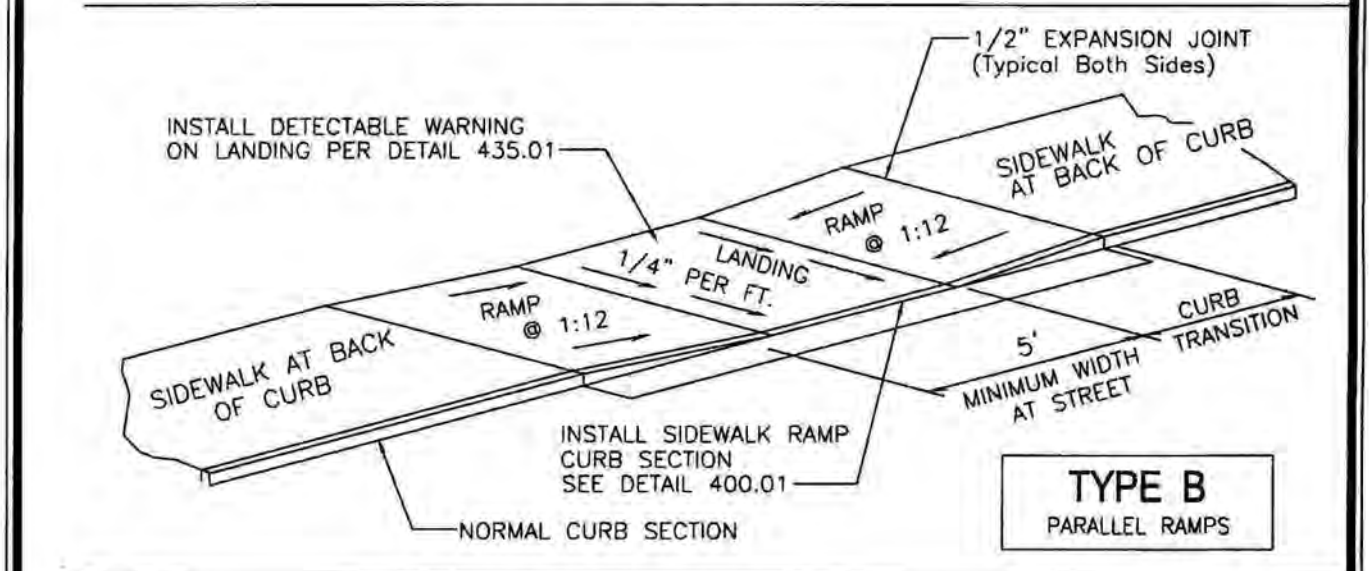 1/2" EXPANSION JOINT
(Typical Both Sides)
INSTALL DETECTABLE WARNING
ON LANDING PER DETAIL 435.01
SIDEWALK
AT BACK OF CURB
RAMP
@ 1:12
LANDING
1/4" PER FT.
RAMP
@ 1:12
SIDEWALK AT BACK
OF CURB
CURB
TRANSITION
5'
MINIMUM WIDTH
AT STREET
INSTALL SIDEWALK RAMP
CURB SECTION
SEE DETAIL 400.01
NORMAL CURB SECTION
TYPE B
PARALLEL RAMPS